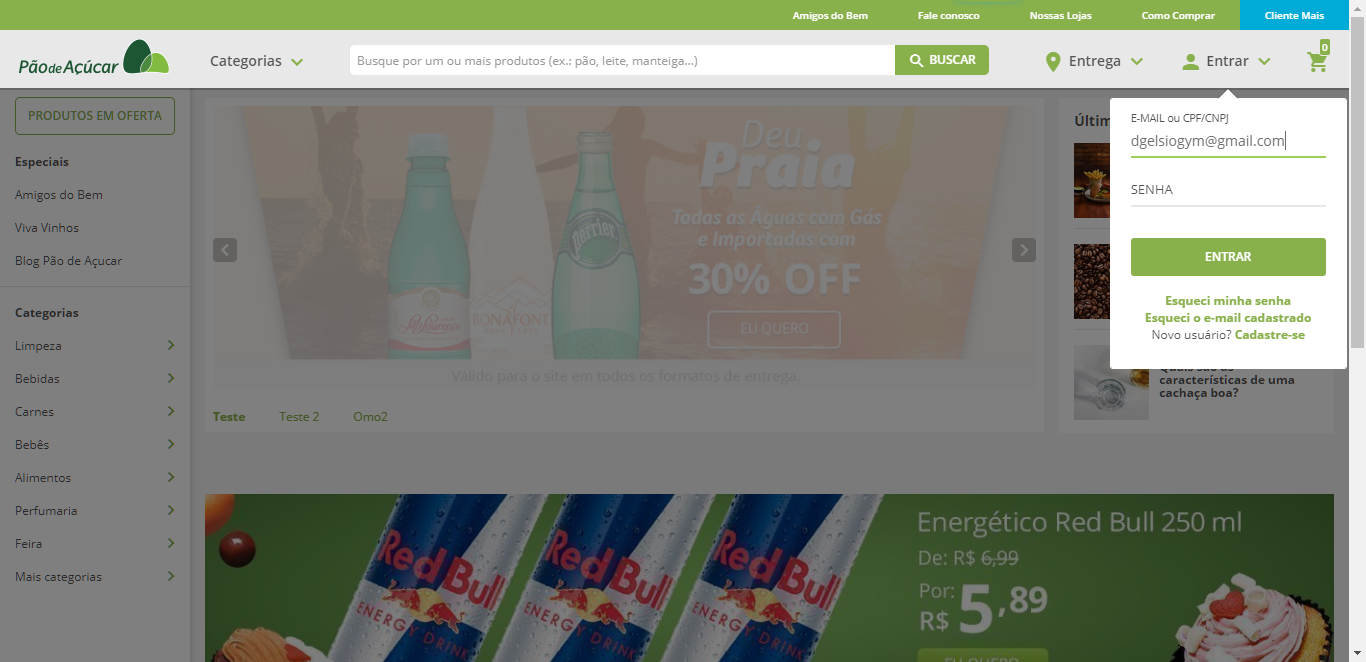 Amigos do Bem
Fale conosco
Nossas Lojas
Como Comprar
Cliente Mais
Pão de Açúcar
Categorias
Busque por um ou mais produtos (ex.: pão, leite, manteiga...)
BUSCAR
Entrega
Entrar
0
PRODUTOS EM OFERTA
Especiais
Amigos do Bem
Viva Vinhos
Blog Pão de Açucar
Categorias
Limpeza
Bebidas
Carnes
Bebês
Alimentos
Perfumaria
Feira
Mais categorias
Deu
Praia
Todas as Águas com Gás
e Importadas com
30% OFF
EU QUERO
perrier
São Lourenço
BONAFONT
Válido para o site em todos os formatos de entrega.
Teste
Teste 2
Omo2
E-MAIL ou CPF/CNPJ
dgelsiogym@gmail.com
SENHA
ENTRAR
Esqueci minha senha
Esqueci o e-mail cadastrado
Novo usuário? Cadastre-se
Quais são as
características de uma
cachaça boa?
Red Bull
ENERGY DRINK
Red Bull
ENERGY DRINK
Red Bull
ENERGY DRINK
Energético Red Bull 250 ml
De: R$ 6,99
Por:
R$ 5,89
EU QUERO